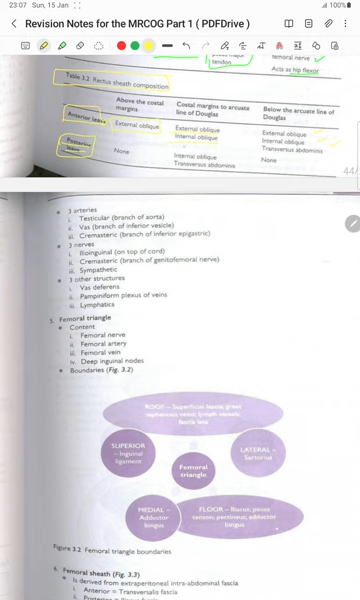 23:07 Sun, 15 Jan
100%
Revision Notes for the MRCOG Part 1 ( PDFDrive )
tendon
femoral nerve
Acts as hip flexor
Table 3.2 Rectus sheath composition
Above the costal margins
Costal margins to arcuate line of Douglas
Below the arcuate line of Douglas
Anterior leaves
External oblique
External oblique
Internal oblique
External oblique
Internal oblique
Transversus abdominis
Posterior
None
Internal oblique
Transversus abdominis
None
44/
• 3 arteries
i. Testicular (branch of aorta)
ii. Vas (branch of inferior vesicle)
iii. Cremasteric (branch of inferior epigastric)
• 3 nerves
i. Ilioinguinal (on top of cord)
ii. Cremasteric (branch of genitofemoral nerve)
iii. Sympathetic
• 3 other structures
i. Vas deferens
ii. Pampiniform plexus of veins
iii. Lymphatics
5. Femoral triangle
• Content
i. Femoral nerve
ii. Femoral artery
iii. Femoral vein
iv. Deep inguinal nodes
• Boundaries (Fig. 3.2)
ROOF – Superficial fascia; great
saphenous veins; lymph vessels;
fascia lata
SUPERIOR
– Inguinal
ligament
LATERAL –
Sartorius
Femoral
triangle
MEDIAL –
Adductor
longus
FLOOR – Iliacus; psoas
tendon; pectineus; adductor
longus
Figure 3.2 Femoral triangle boundaries
6. Femoral sheath (Fig. 3.3)
• Is derived from extraperitoneal intra-abdominal fascia
i. Anterior = Transversalis fascia